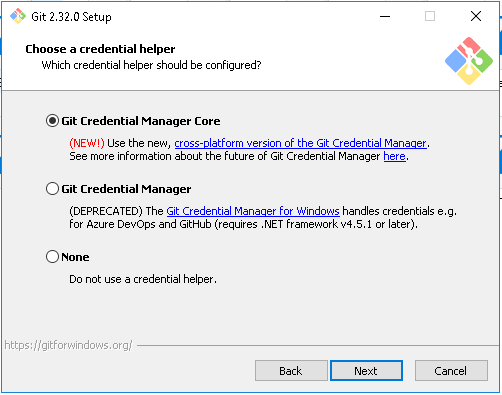 Git 2.32.0 Setup
Choose a credential helper
Which credential helper should be configured?
Git Credential Manager Core
(NEW!) Use the new, cross-platform version of the Git Credential Manager.
See more information about the future of Git Credential Manager here.
Git Credential Manager
(DEPRECATED) The Git Credential Manager for Windows handles credentials e.g.
for Azure DevOps and GitHub (requires .NET framework v4.5.1 or later).
None
Do not use a credential helper.
https://gitforwindows.org/
Back
Next
Cancel